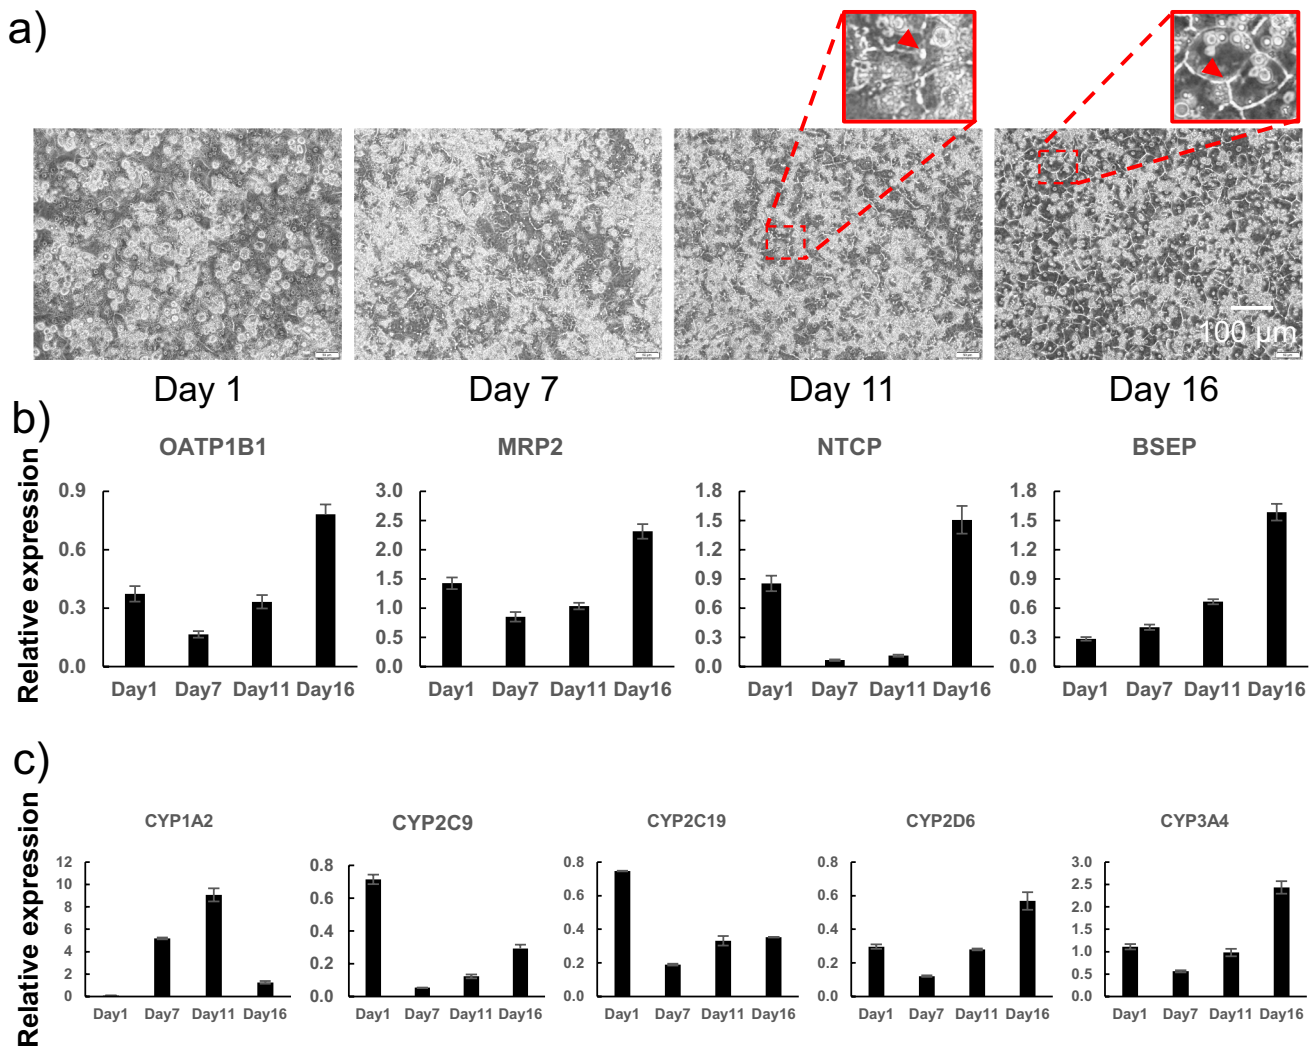 a)
100 µm
Day 1 Day 7 Day 11 Day 16
b)
Relative expression
OATP1B1 MRP2 NTCP BSEP
0.9 3.0 1.8 1.8
2.5 1.5 1.5
0.6 2.0 1.2 1.2
1.5 0.9 0.9
0.3 1.0 0.6 0.6
0.5 0.3 0.3
0.0 0.0 0.0 0.0
Day1 Day7 Day11 Day16 Day1 Day7 Day11 Day16 Day1 Day7 Day11 Day16 Day1 Day7 Day11 Day16
c)
Relative expression
CYP1A2 CYP2C9 CYP2C19 CYP2D6 CYP3A4
12 0.8 0.8 0.8 3.0
10 2.5
8 0.6 0.6 0.6 2.0
6 0.4 0.4 0.4 1.5
4 1.0
2 0.2 0.2 0.2 0.5
0 0.0 0.0 0.0 0.0
Day1 Day7 Day11 Day16 Day1 Day7 Day11 Day16 Day1 Day7 Day11 Day16 Day1 Day7 Day11 Day16 Day1 Day7 Day11 Day16